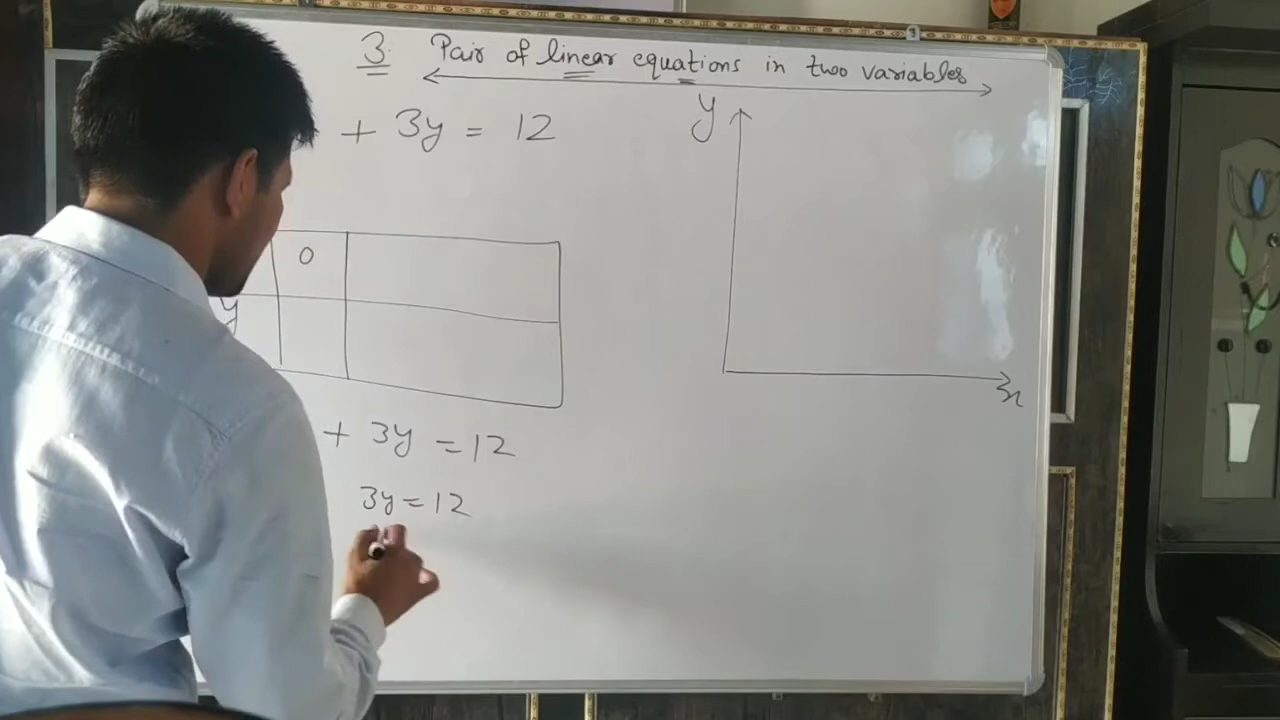 3. Pair of linear equations in two variables
+ 3y = 12
y
0
y
x
+ 3y = 12
3y = 12